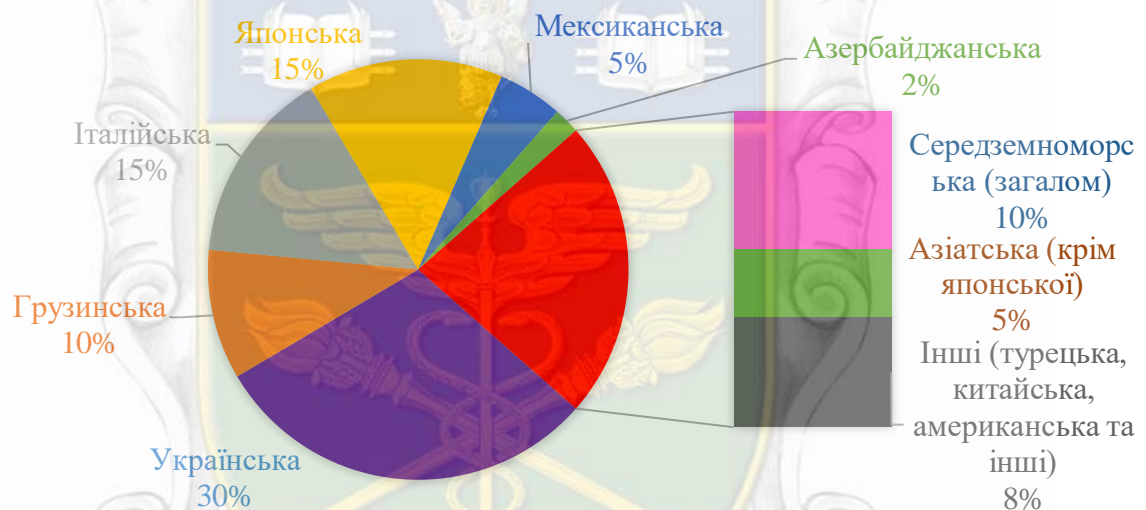 Японська
15%
Мексиканська
5%
Азербайджанська
2%
Італійська
15%
Середземноморс
ька (загалом)
10%
Азіатська (крім
японської)
5%
Грузинська
10%
Інші (турецька,
китайська,
американська та
інші)
8%
Українська
30%